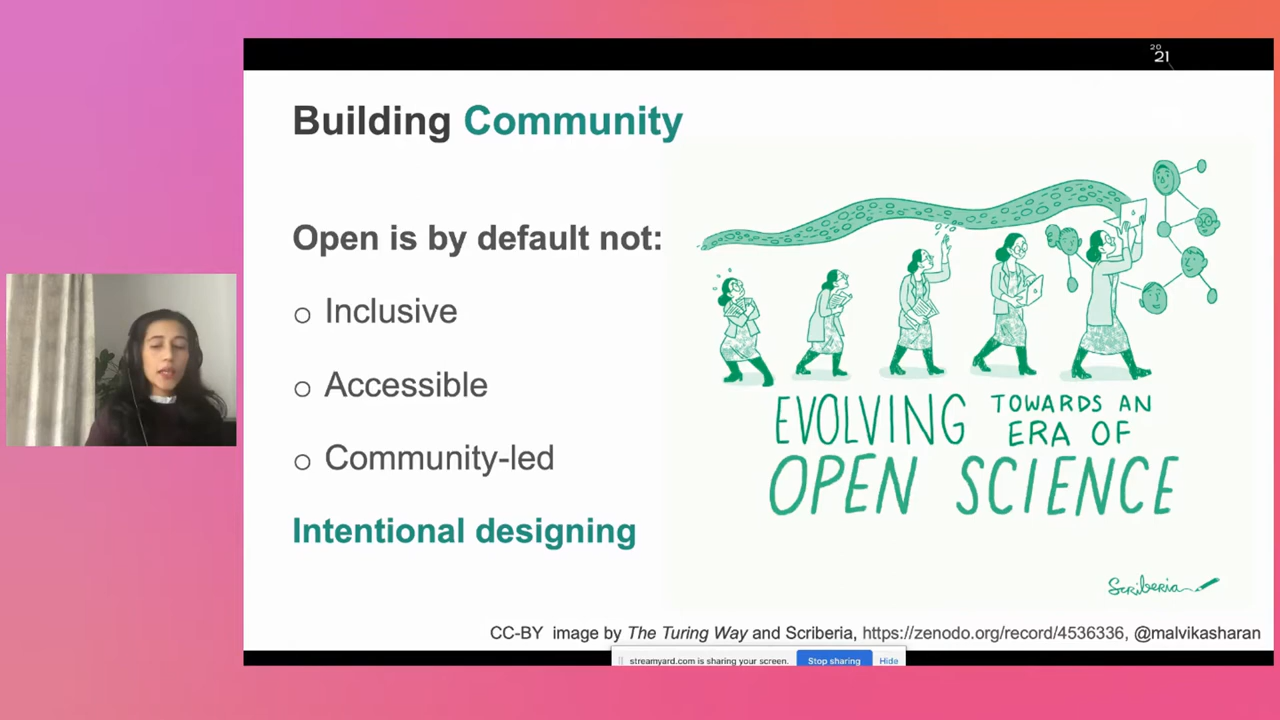 20
21
Building Community
Open is by default not:
Inclusive
Accessible
Community-led
Intentional designing
EVOLVING TOWARDS AN
ERA OF
OPEN SCIENCE
Scriberia
CC-BY image by The Turing Way and Scriberia, https://zenodo.org/record/4536336, @malvikasharan
streamyard.com is sharing your screen. Stop sharing Hide